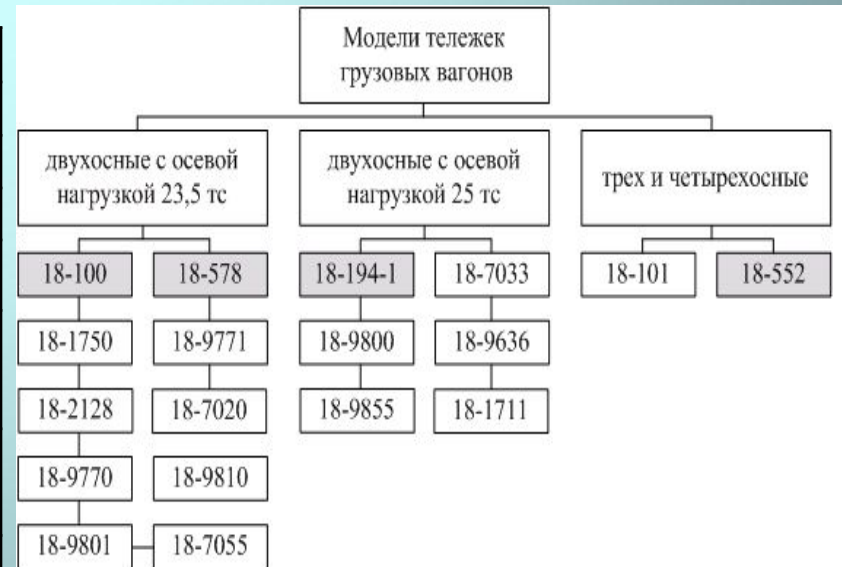 Модели тележек
грузовых вагонов
двухосные с осевой
нагрузкой 23,5 тс
двухосные с осевой
нагрузкой 25 тс
трех и четырехосные
18-100
18-578
18-194-1
18-7033
18-101
18-552
18-1750
18-9771
18-9800
18-9636
18-2128
18-7020
18-9855
18-1711
18-9770
18-9810
18-9801
18-7055